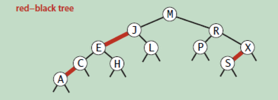 red–black tree
M
J R
E L P X
C H S
A